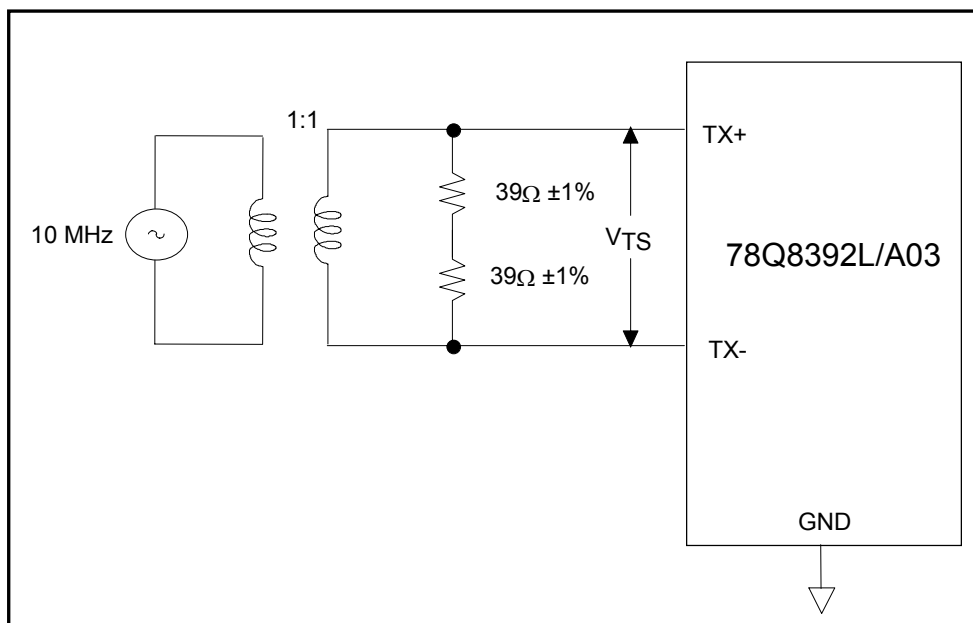 1:1
TX+
39Ω ±1%
10 MHz
VTS
78Q8392L/A03
39Ω ±1%
TX-
GND